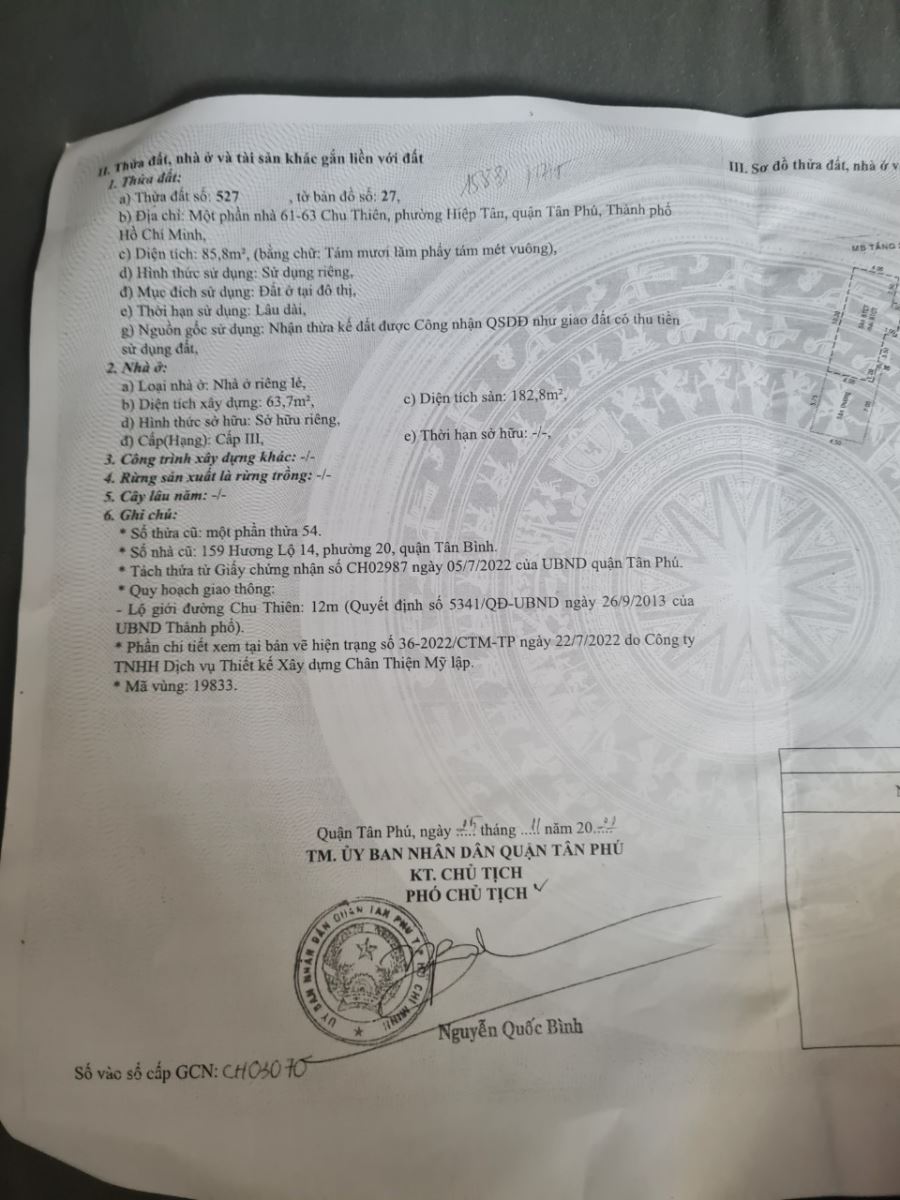 II. Thửa đất, nhà ở và tài sản khác gắn liền với đất
1. Thửa đất:
a) Thửa đất số: 527 , tờ bản đồ số: 27,
b) Địa chỉ: Một phần nhà 61-63 Chu Thiên, phường Hiệp Tân, quận Tân Phú, Thành phố
Hồ Chí Minh,
c) Diện tích: 85,8m², (bằng chữ: Tám mươi lăm phẩy tám mét vuông),
d) Hình thức sử dụng: Sử dụng riêng,
đ) Mục đích sử dụng: Đất ở tại đô thị,
e) Thời hạn sử dụng: Lâu dài,
g) Nguồn gốc sử dụng: Nhận thừa kế đất được Công nhận QSDĐ như giao đất có thu tiền
sử dụng đất,
2. Nhà ở:
a) Loại nhà ở: Nhà ở riêng lẻ,
b) Diện tích xây dựng: 63,7m², c) Diện tích sàn: 182,8m²,
d) Hình thức sở hữu: Sở hữu riêng,
đ) Cấp(Hạng): Cấp III, e) Thời hạn sở hữu: -/-,
3. Công trình xây dựng khác: -/-
4. Rừng sản xuất là rừng trồng: -/-
5. Cây lâu năm: -/-
6. Ghi chú:
* Số thửa cũ: một phần thửa 54.
* Số nhà cũ: 159 Hương Lộ 14, phường 20, quận Tân Bình.
* Tách thửa từ Giấy chứng nhận số CH02987 ngày 05/7/2022 của UBND quận Tân Phú.
* Quy hoạch giao thông:
- Lộ giới đường Chu Thiên: 12m (Quyết định số 5341/QĐ-UBND ngày 26/9/2013 của
UBND Thành phố).
* Phần chi tiết xem tại bản vẽ hiện trạng số 36-2022/CTM-TP ngày 22/7/2022 do Công ty
TNHH Dịch vụ Thiết kế Xây dựng Chân Thiện Mỹ lập.
* Mã vùng: 19833.
Quận Tân Phú, ngày 15 tháng 11 năm 20
TM. ỦY BAN NHÂN DÂN QUẬN TÂN PHÚ
KT. CHỦ TỊCH
PHÓ CHỦ TỊCH
ỦY BAN NHÂN DÂN QUẬN TÂN PHÚ TP HỒ CHÍ MINH
Nguyễn Quốc Bình
Số vào sổ cấp GCN: CH03070
III. Sơ đồ thửa đất, nhà ở v
MB TẦNG
4.50
Sân Đường